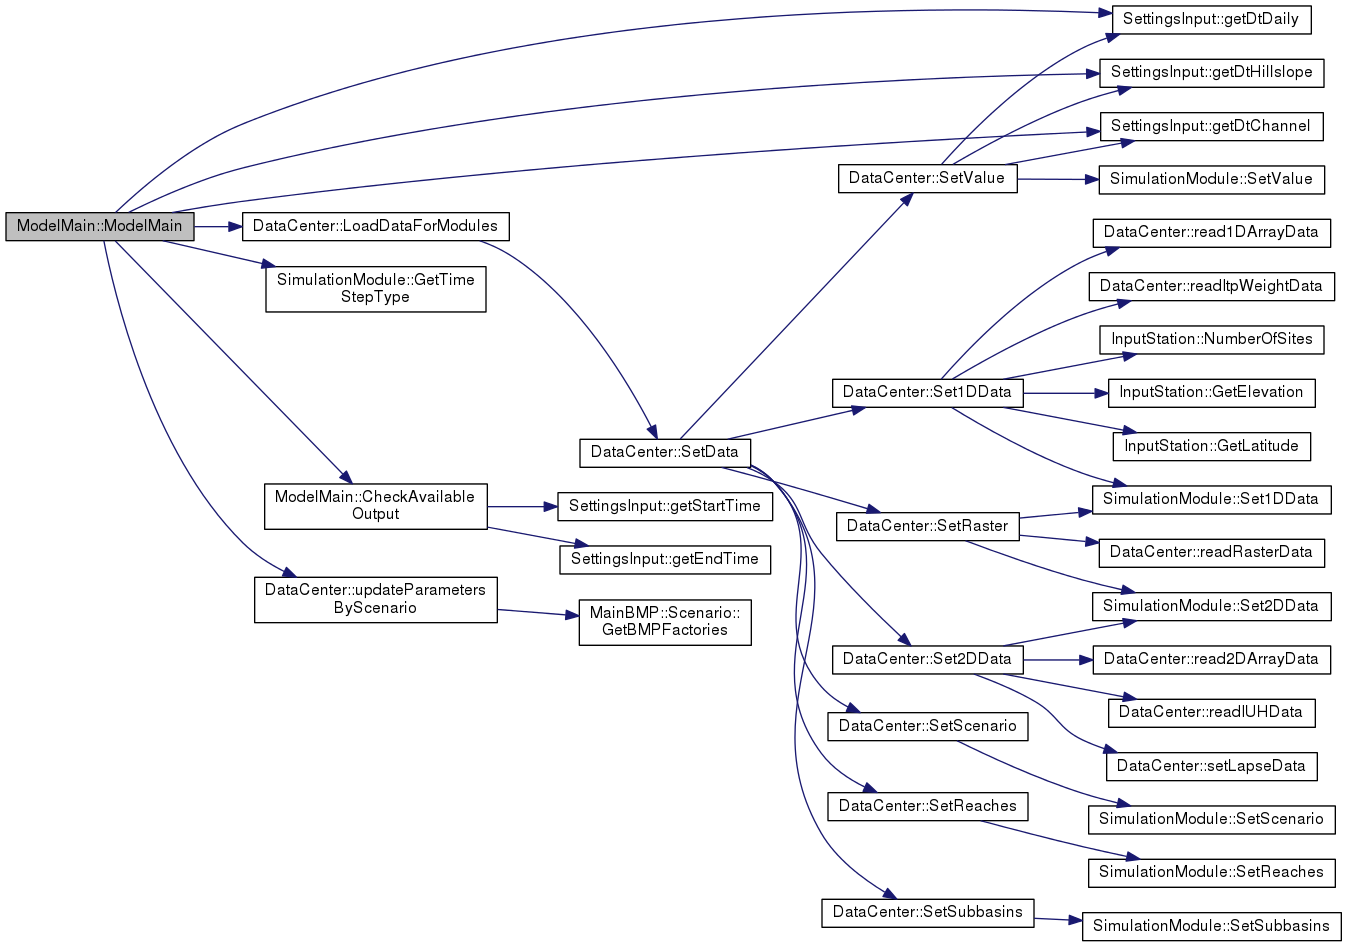 SettingsInput::getDtDaily
SettingsInput::getDtHillslope
SettingsInput::getDtChannel
DataCenter::SetValue
SimulationModule::SetValue
ModelMain::ModelMain
DataCenter::LoadDataForModules
DataCenter::read1DArrayData
SimulationModule::GetTime
StepType
DataCenter::readItpWeightData
InputStation::NumberOfSites
DataCenter::Set1DData
InputStation::GetElevation
DataCenter::SetData
InputStation::GetLatitude
ModelMain::CheckAvailable
Output
SettingsInput::getStartTime
SimulationModule::Set1DData
DataCenter::SetRaster
SettingsInput::getEndTime
DataCenter::readRasterData
DataCenter::updateParameters
ByScenario
MainBMP::Scenario::
GetBMPFactories
SimulationModule::Set2DData
DataCenter::Set2DData
DataCenter::read2DArrayData
DataCenter::readIUHData
DataCenter::SetScenario
DataCenter::setLapseData
DataCenter::SetReaches
SimulationModule::SetScenario
SimulationModule::SetReaches
DataCenter::SetSubbasins
SimulationModule::SetSubbasins